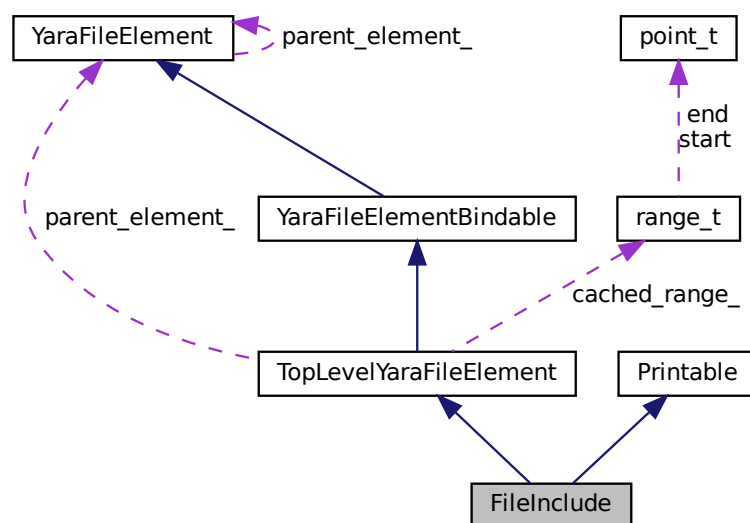 YaraFileElement
parent_element_
point_t
end
start
parent_element_
YaraFileElementBindable
range_t
cached_range_
TopLevelYaraFileElement
Printable
FileInclude